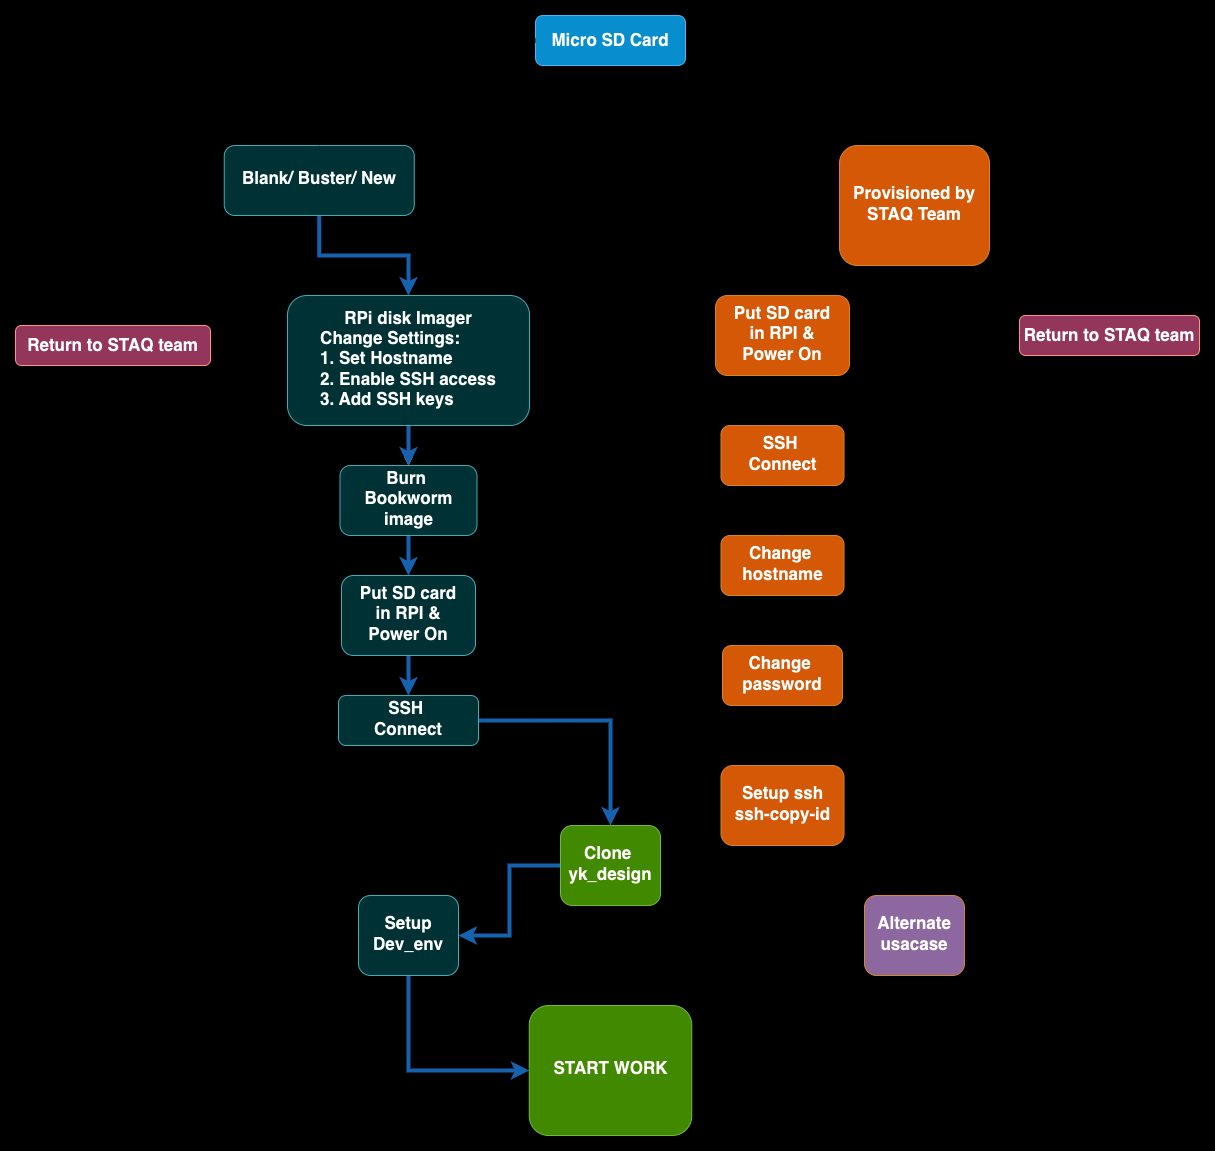 Micro SD Card
Blank/ Buster/ New
Provisioned by
STAQ Team
RPi disk Imager
Change Settings:
1. Set Hostname
2. Enable SSH access
3. Add SSH keys
Return to STAQ team
Put SD card
in RPI &
Power On
Return to STAQ team
SSH
Connect
Burn
Bookworm
image
Change
hostname
Put SD card
in RPI &
Power On
Change
password
SSH
Connect
Setup ssh
ssh-copy-id
Clone
yk_design
Setup
Dev_env
Alternate
usacase
START WORK